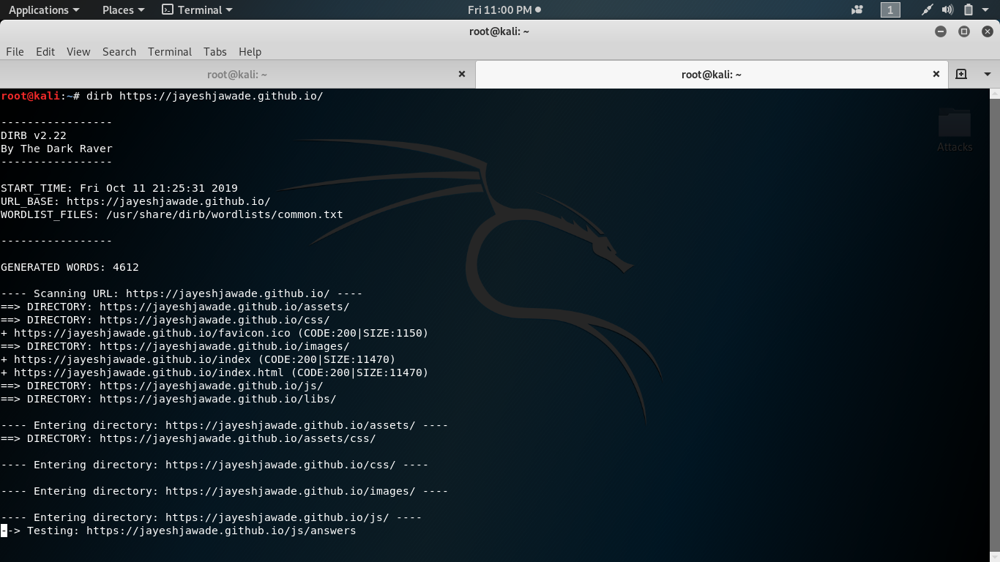 Applications Places Terminal Fri 11:00 PM 1
root@kali: ~
File Edit View Search Terminal Tabs Help
root@kali: ~ root@kali: ~
root@kali:~# dirb https://jayeshjawade.github.io/
-----------------
DIRB v2.22
By The Dark Raver
-----------------
START_TIME: Fri Oct 11 21:25:31 2019
URL_BASE: https://jayeshjawade.github.io/
WORDLIST_FILES: /usr/share/dirb/wordlists/common.txt
-----------------
GENERATED WORDS: 4612
---- Scanning URL: https://jayeshjawade.github.io/ ----
==> DIRECTORY: https://jayeshjawade.github.io/assets/
==> DIRECTORY: https://jayeshjawade.github.io/css/
+ https://jayeshjawade.github.io/favicon.ico (CODE:200|SIZE:1150)
==> DIRECTORY: https://jayeshjawade.github.io/images/
+ https://jayeshjawade.github.io/index (CODE:200|SIZE:11470)
+ https://jayeshjawade.github.io/index.html (CODE:200|SIZE:11470)
==> DIRECTORY: https://jayeshjawade.github.io/js/
==> DIRECTORY: https://jayeshjawade.github.io/libs/
---- Entering directory: https://jayeshjawade.github.io/assets/ ----
==> DIRECTORY: https://jayeshjawade.github.io/assets/css/
---- Entering directory: https://jayeshjawade.github.io/css/ ----
---- Entering directory: https://jayeshjawade.github.io/images/ ----
---- Entering directory: https://jayeshjawade.github.io/js/ ----
--> Testing: https://jayeshjawade.github.io/js/answers
Attacks